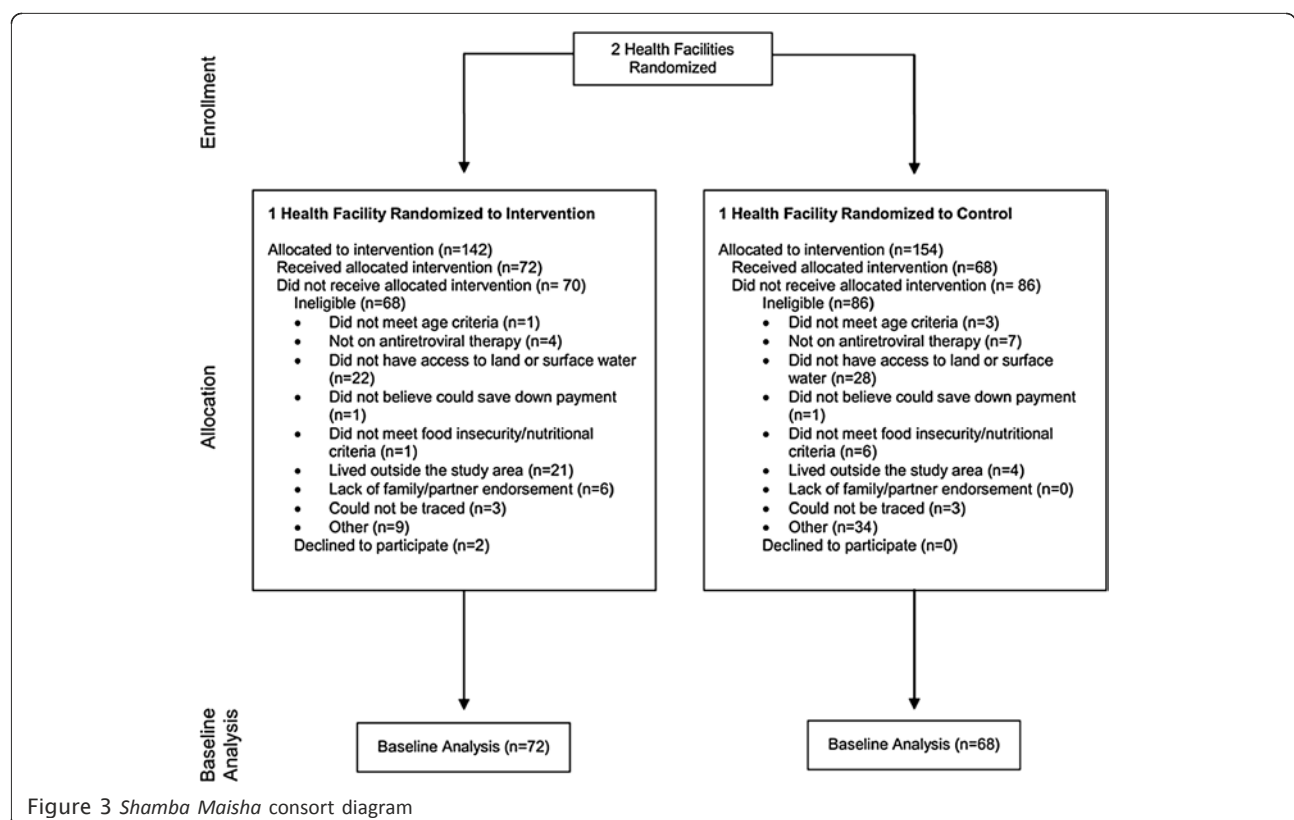 Enrollment
2 Health Facilities
Randomized
Allocation
1 Health Facility Randomized to Intervention
Allocated to intervention (n=142)
Received allocated intervention (n=72)
Did not receive allocated intervention (n= 70)
Ineligible (n=68)
• Did not meet age criteria (n=1)
• Not on antiretroviral therapy (n=4)
• Did not have access to land or surface water
(n=22)
• Did not believe could save down payment
(n=1)
• Did not meet food insecurity/nutritional
criteria (n=1)
• Lived outside the study area (n=21)
• Lack of family/partner endorsement (n=6)
• Could not be traced (n=3)
• Other (n=9)
Declined to participate (n=2)
1 Health Facility Randomized to Control
Allocated to intervention (n=154)
Received allocated intervention (n=68)
Did not receive allocated intervention (n= 86)
Ineligible (n=86)
• Did not meet age criteria (n=3)
• Not on antiretroviral therapy (n=7)
• Did not have access to land or surface
water (n=28)
• Did not believe could save down payment
(n=1)
• Did not meet food insecurity/nutritional
criteria (n=6)
• Lived outside the study area (n=4)
• Lack of family/partner endorsement (n=0)
• Could not be traced (n=3)
• Other (n=34)
Declined to participate (n=0)
Baseline
Analysis
Baseline Analysis (n=72)
Baseline Analysis (n=68)
Figure 3 Shamba Maisha consort diagram